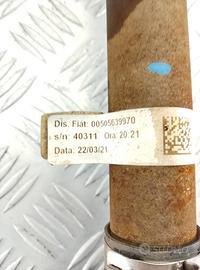 Dis. Fiat: 00505639970
s/n: 40311 Ora: 20:21
Data: 22/03/21